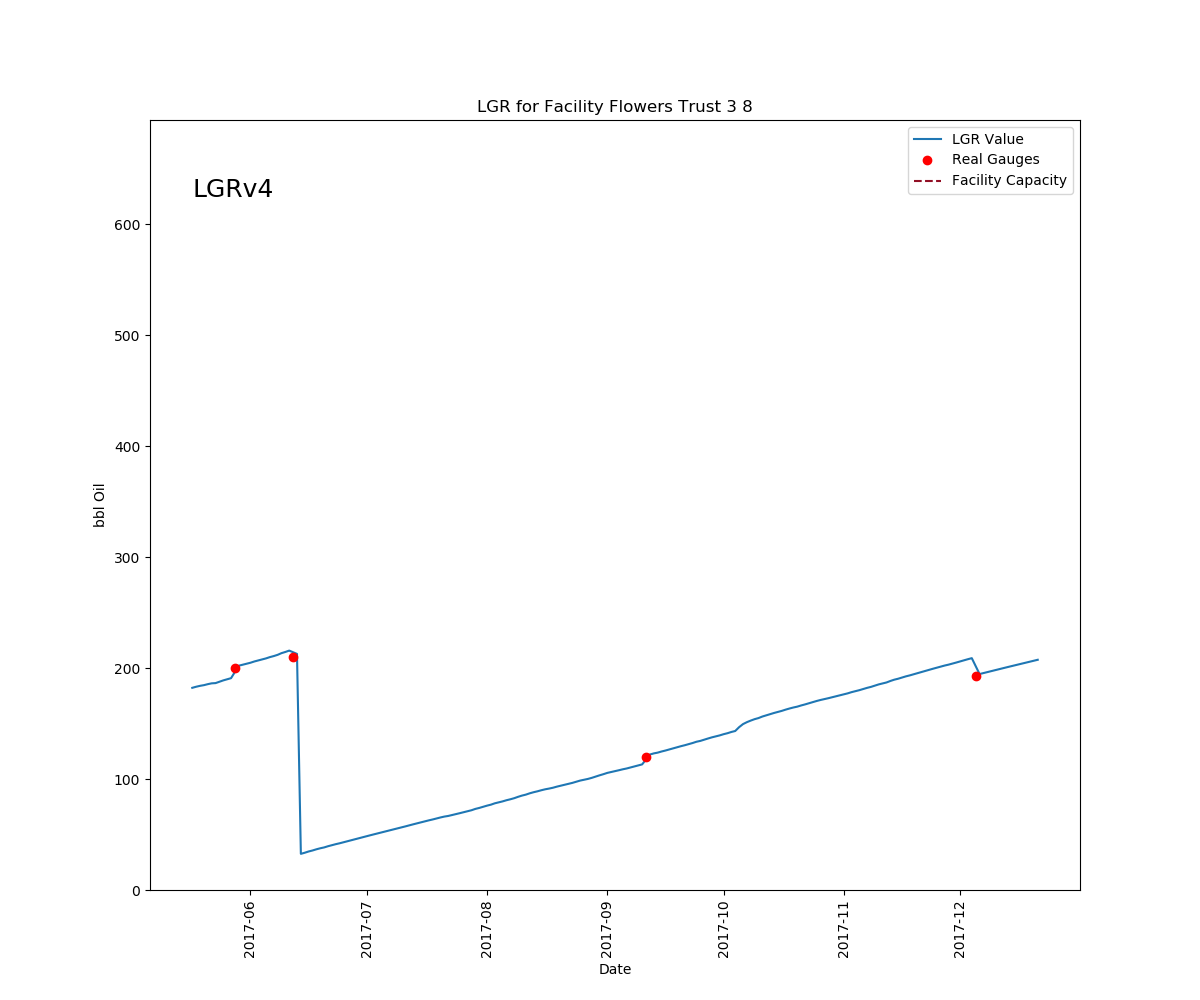 LGR for Facility Flowers Trust 3 8
LGRv4
LGR Value
Real Gauges
Facility Capacity
600
500
400
300
200
100
0
bbl Oil
2017-06
2017-07
2017-08
2017-09
2017-10
2017-11
2017-12
Date